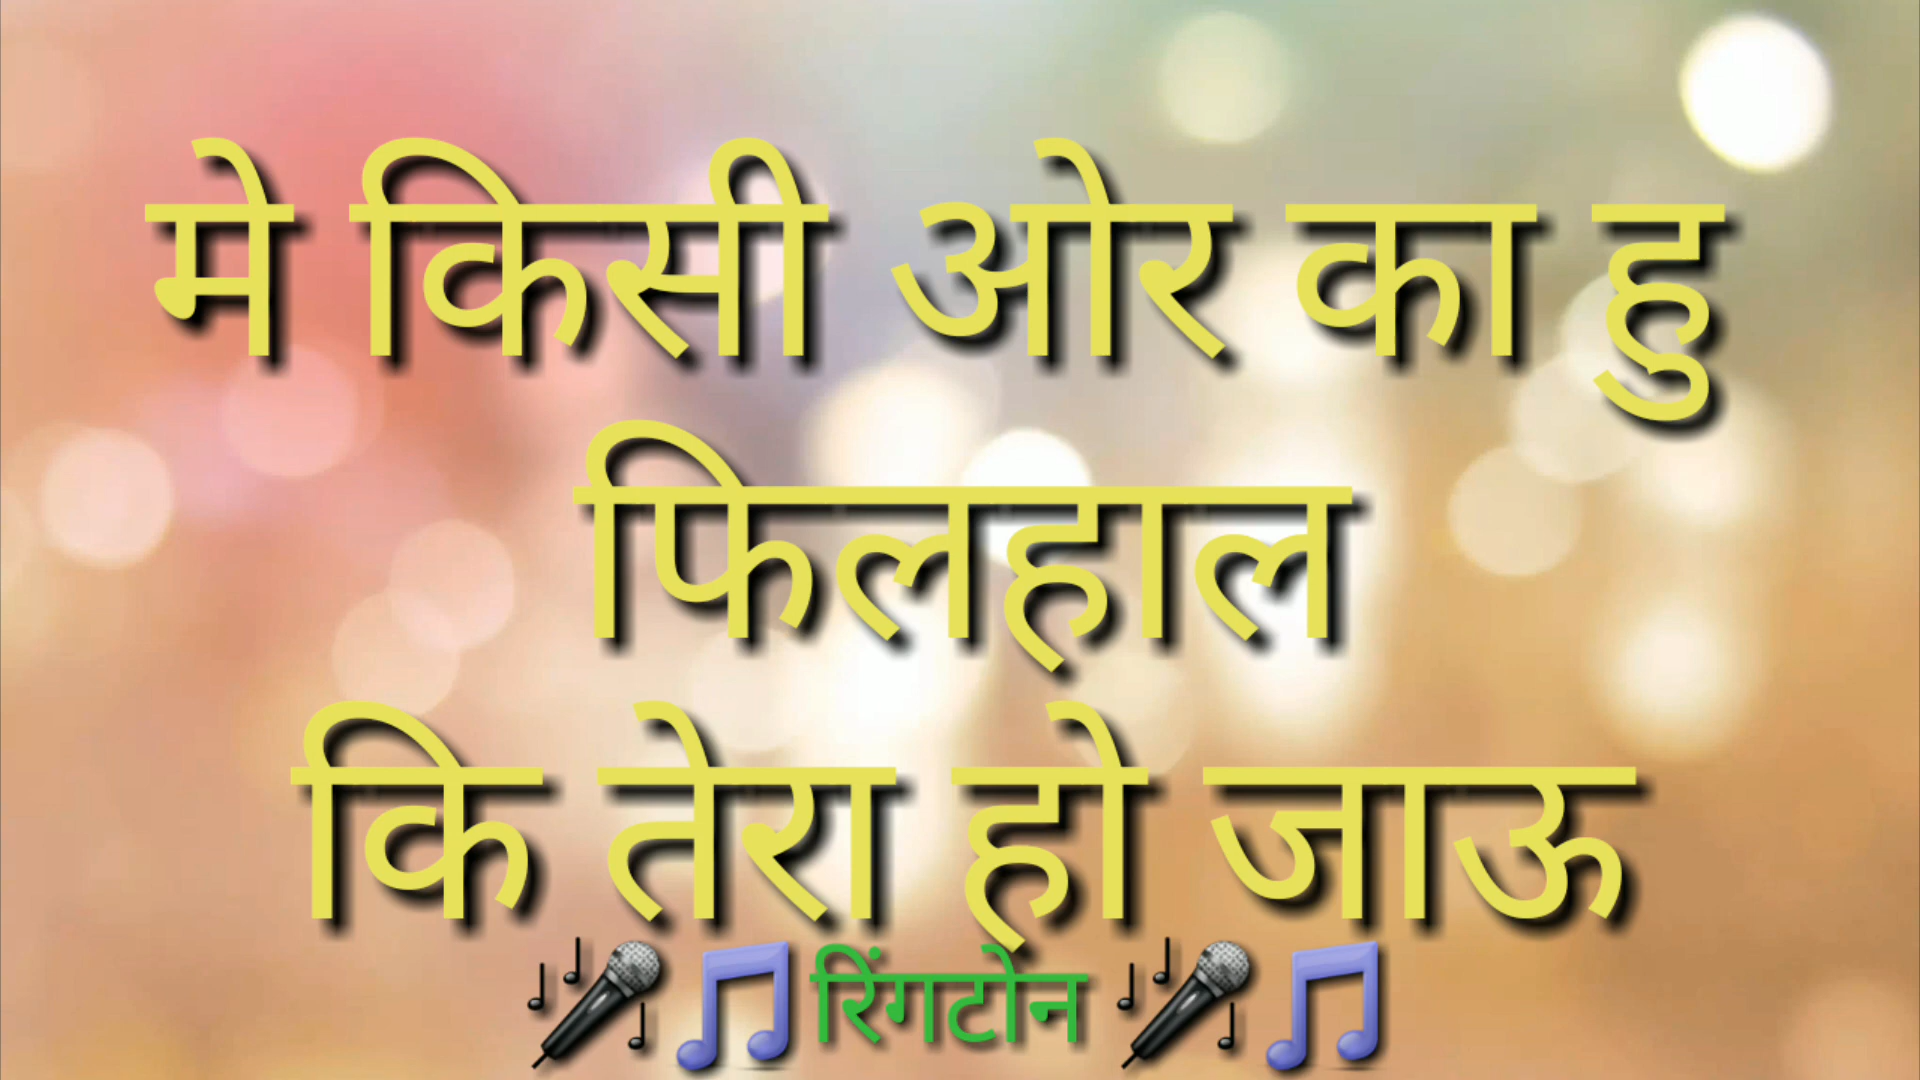 मे किसी ओर का हु
फिलहाल
कि तेरा हो जाऊ
रिंगटोन